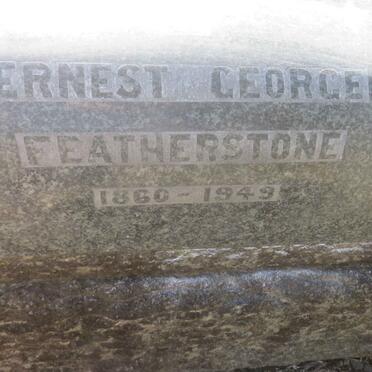 ERNEST GEORGE
FEATHERSTONE
1860-1949